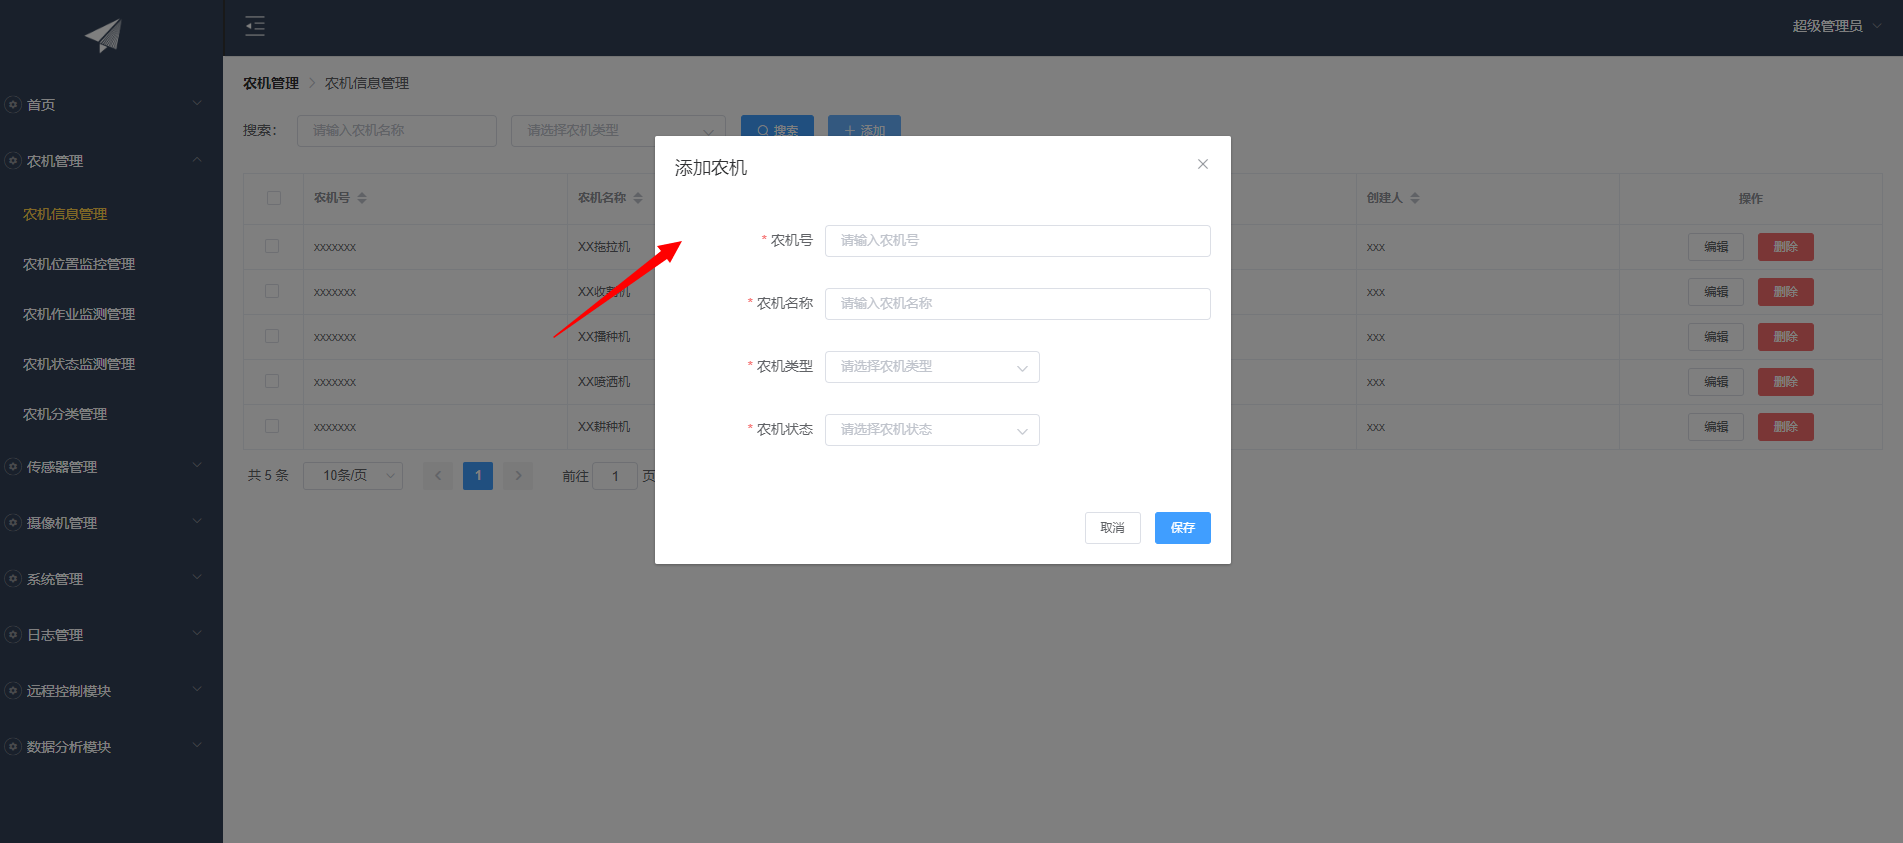 超级管理员
首页
农机管理
农机信息管理
农机位置监控管理
农机作业监测管理
农机状态监测管理
农机分类管理
传感器管理
摄像机管理
系统管理
日志管理
远程控制模块
数据分析模块
农机管理 > 农机信息管理
搜索： 请输入农机名称 请选择农机类型 搜索 + 添加
农机号 农机名称 创建人 操作
xxxxxxx XX拖拉机 xxx 编辑 删除
xxxxxxx XX收割机 xxx 编辑 删除
xxxxxxx XX播种机 xxx 编辑 删除
xxxxxxx XX喷洒机 xxx 编辑 删除
xxxxxxx XX耕种机 xxx 编辑 删除
共 5 条 10条/页 < 1 > 前往 1 页
添加农机
* 农机号 请输入农机号
* 农机名称 请输入农机名称
* 农机类型 请选择农机类型
* 农机状态 请选择农机状态
取消 保存